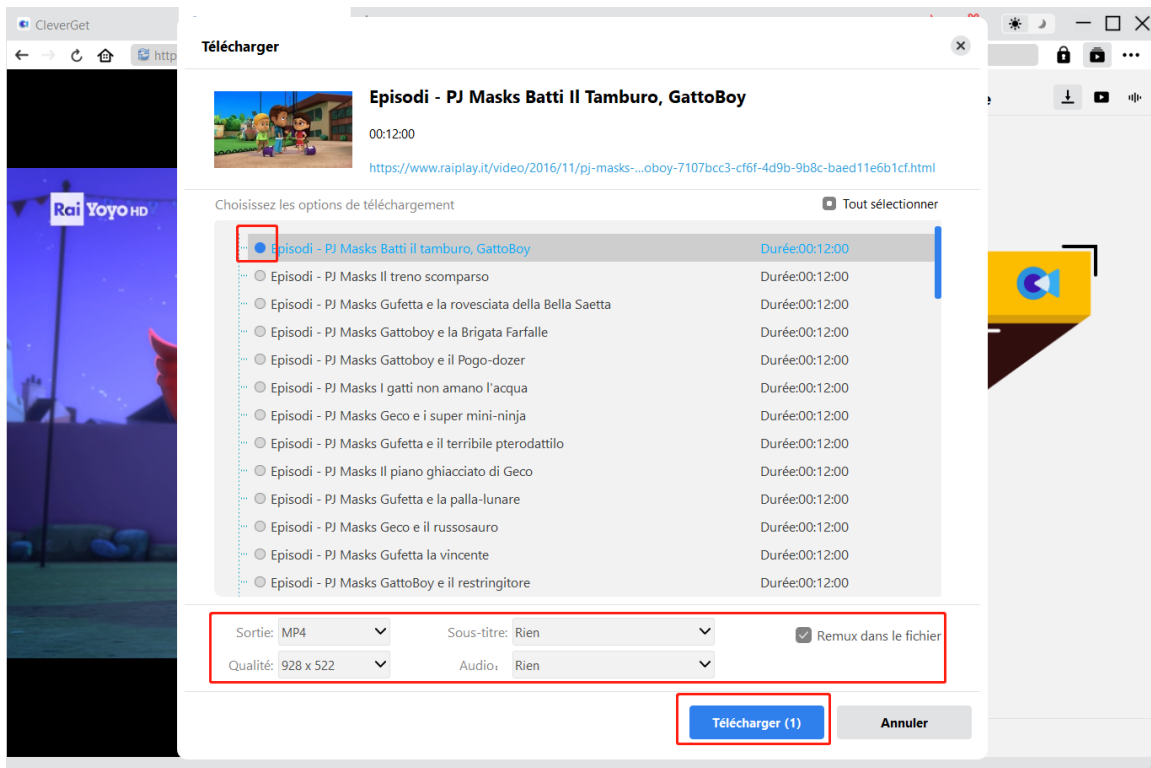 CleverGet
http
Télécharger
Episodi - PJ Masks Batti Il Tamburo, GattoBoy
00:12:00
https://www.raiplay.it/video/2016/11/pj-masks-...oboy-7107bcc3-cf6f-4d9b-9b8c-baed11e6b1cf.html
Rai Yoyo HD
Choisissez les options de téléchargement Tout sélectionner
Episodi - PJ Masks Batti il tamburo, GattoBoy Durée:00:12:00
Episodi - PJ Masks Il treno scomparso Durée:00:12:00
Episodi - PJ Masks Gufetta e la rovesciata della Bella Saetta Durée:00:12:00
Episodi - PJ Masks Gattoboy e la Brigata Farfalle Durée:00:12:00
Episodi - PJ Masks Gattoboy e il Pogo-dozer Durée:00:12:00
Episodi - PJ Masks I gatti non amano l'acqua Durée:00:12:00
Episodi - PJ Masks Geco e i super mini-ninja Durée:00:12:00
Episodi - PJ Masks Gufetta e il terribile pterodattilo Durée:00:12:00
Episodi - PJ Masks Il piano ghiacciato di Geco Durée:00:12:00
Episodi - PJ Masks Gufetta e la palla-lunare Durée:00:12:00
Episodi - PJ Masks Geco e il russosauro Durée:00:12:00
Episodi - PJ Masks Gufetta la vincente Durée:00:12:00
Episodi - PJ Masks GattoBoy e il restringitore Durée:00:12:00
Sortie: MP4 Sous-titre: Rien Remux dans le fichier
Qualité: 928 x 522 Audio: Rien
Télécharger (1) Annuler